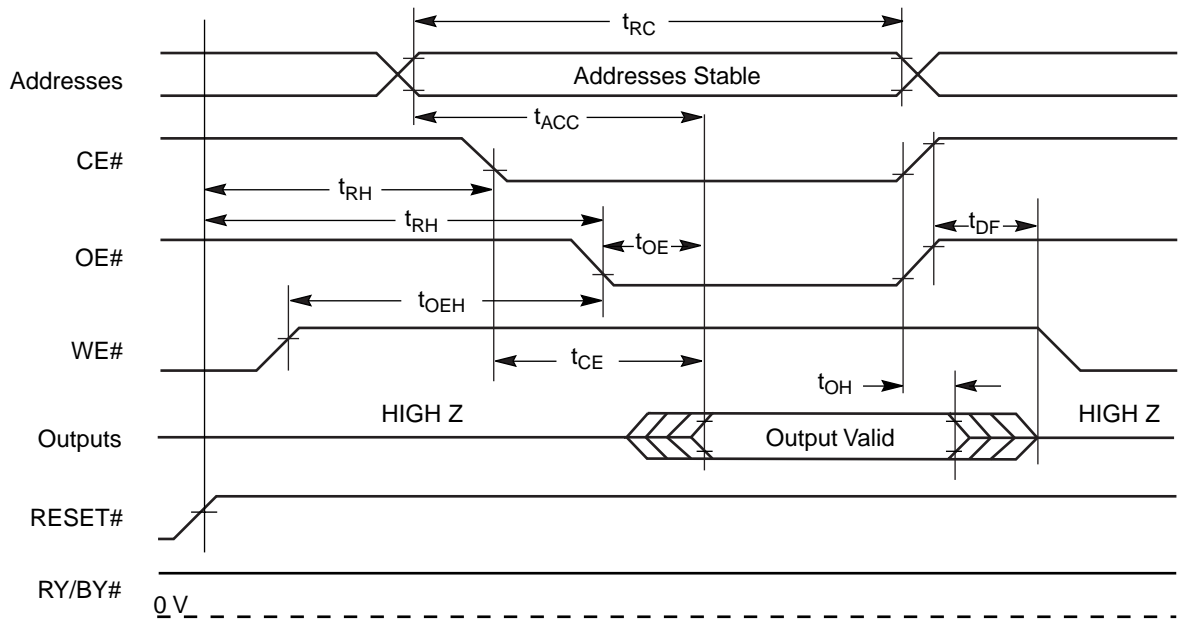 tRC
Addresses
Addresses Stable
tACC
CE#
tRH
tRH
tOE
tDF
OE#
tOEH
WE#
tCE
tOH
HIGH Z
HIGH Z
Outputs
Output Valid
RESET#
RY/BY#
0 V